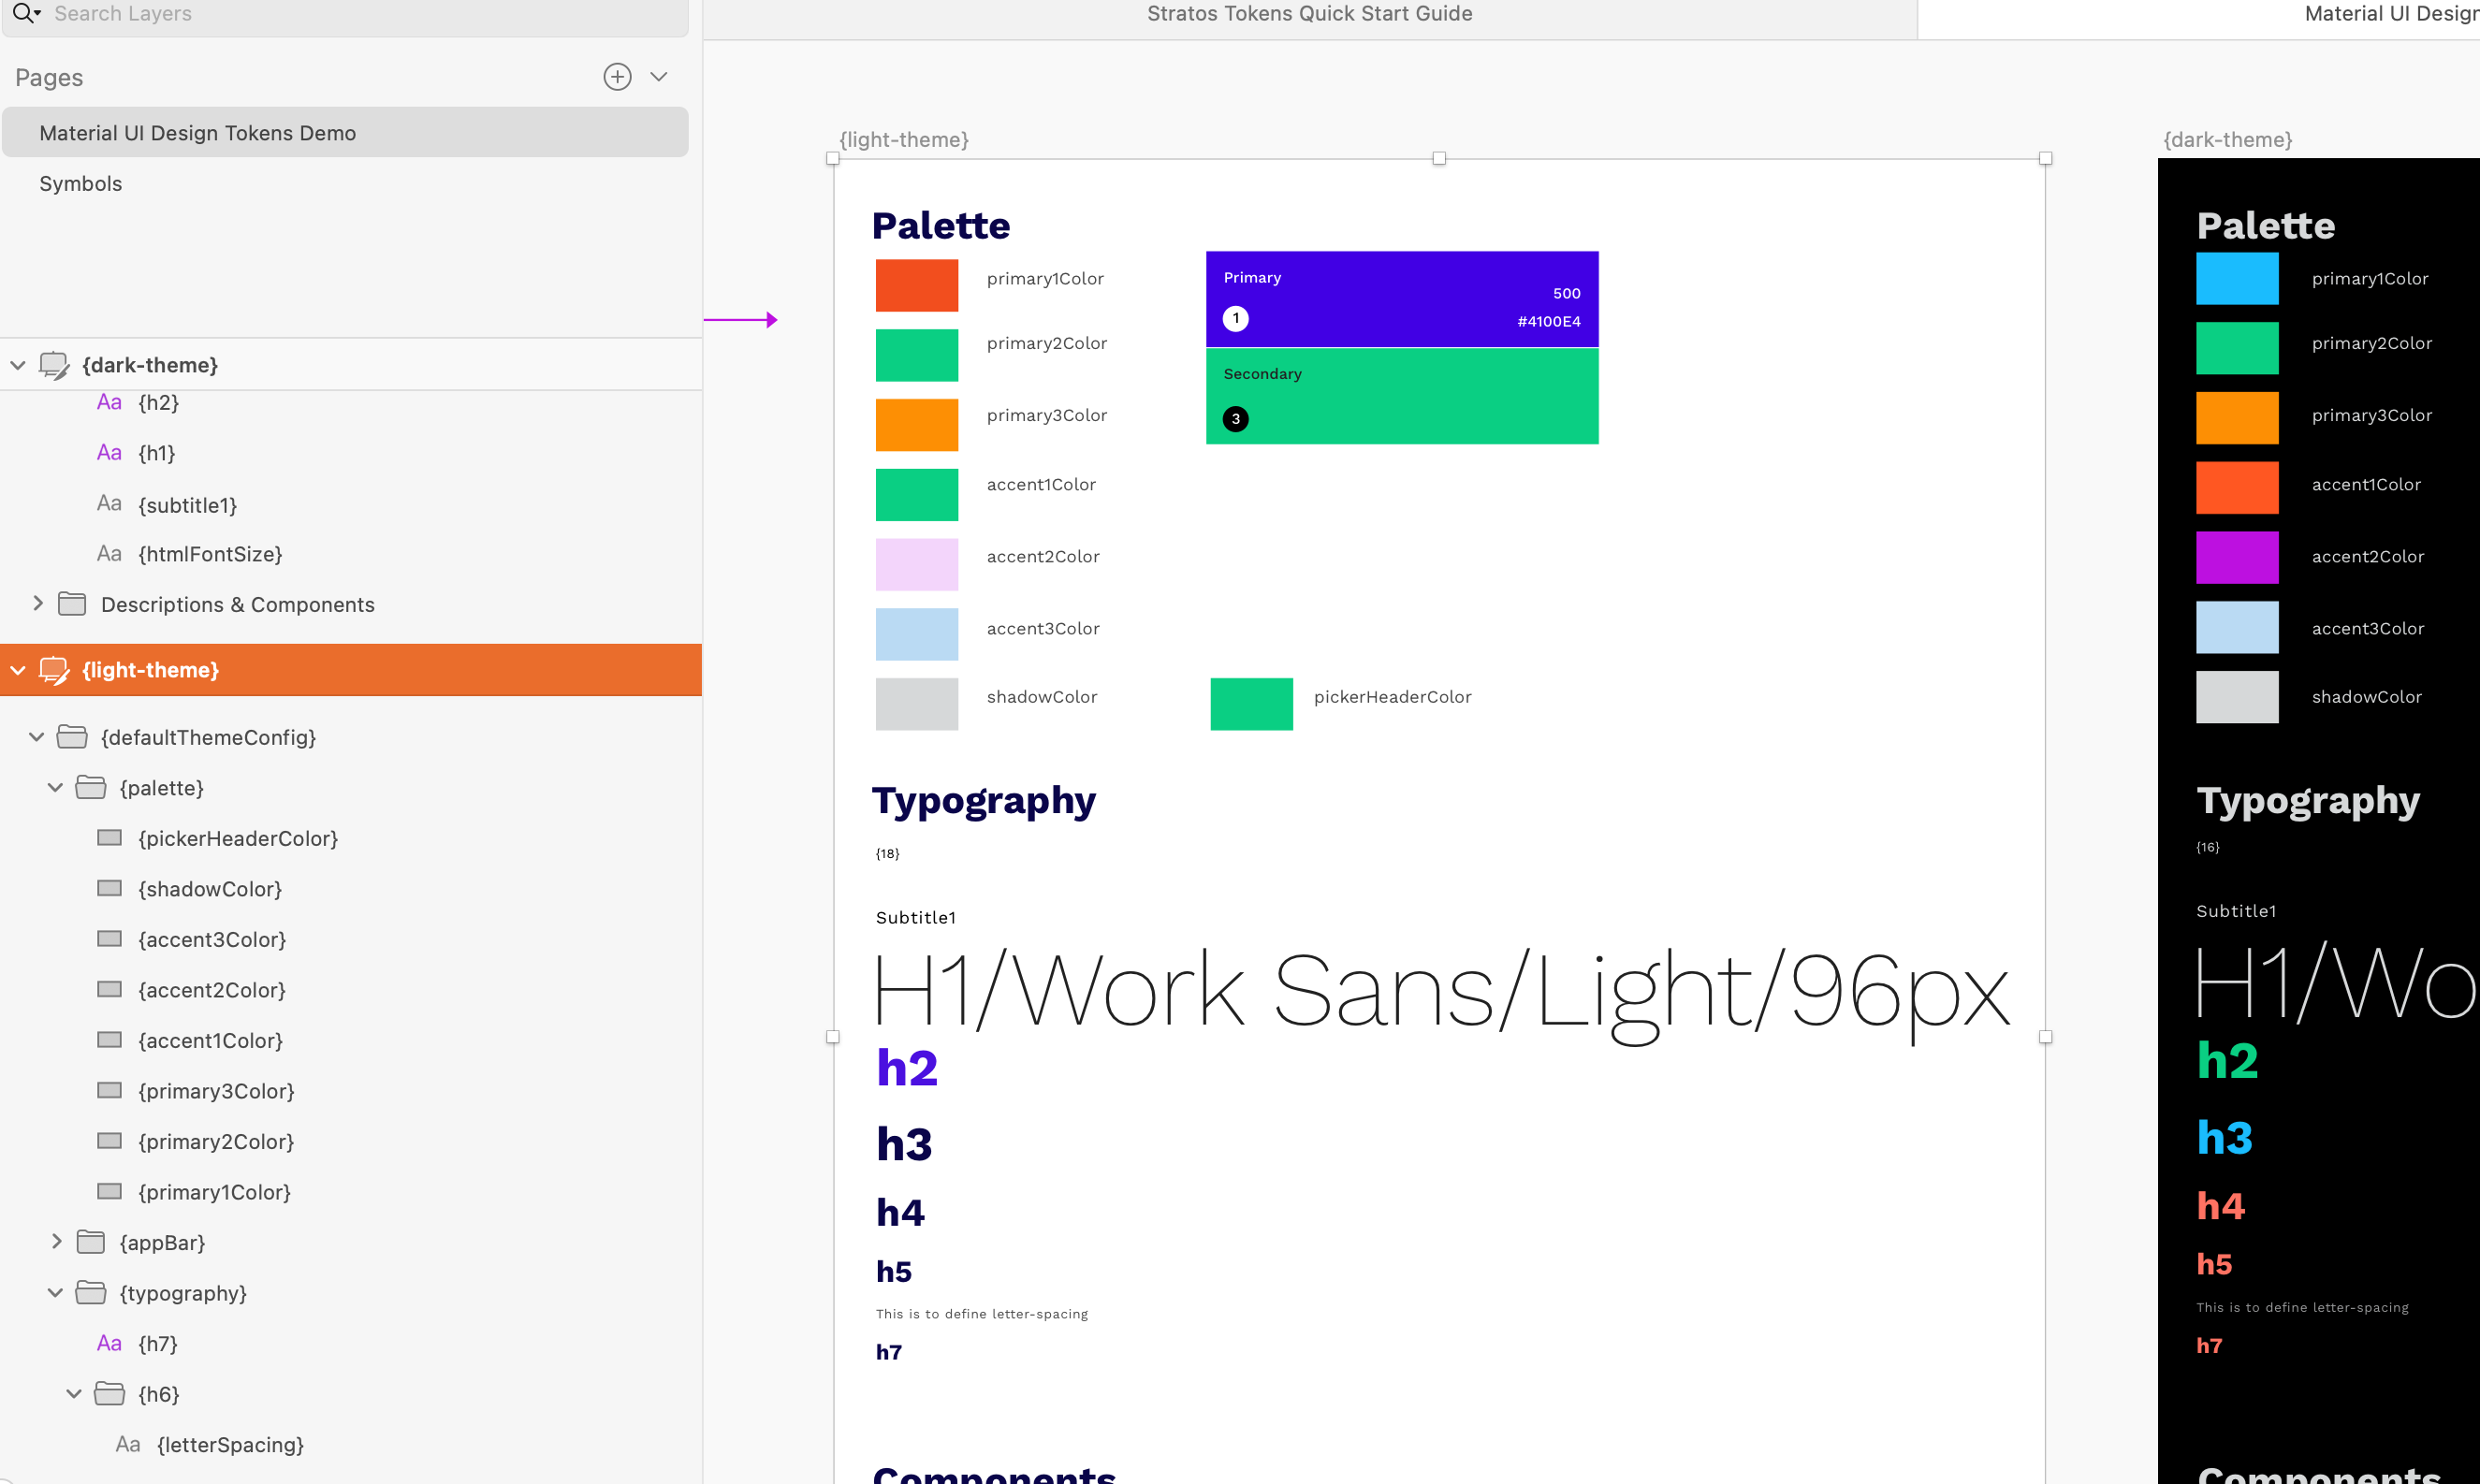 Search Layers
Pages
Material UI Design Tokens Demo
Symbols
{dark-theme}
Aa {h2}
Aa {h1}
Aa {subtitle1}
Aa {htmlFontSize}
Descriptions & Components
{light-theme}
{defaultThemeConfig}
{palette}
{pickerHeaderColor}
{shadowColor}
{accent3Color}
{accent2Color}
{accent1Color}
{primary3Color}
{primary2Color}
{primary1Color}
{appBar}
{typography}
Aa {h7}
{h6}
Aa {letterSpacing}
Stratos Tokens Quick Start Guide
Material UI Design
{light-theme}
Palette
primary1Color
primary2Color
primary3Color
accent1Color
accent2Color
accent3Color
shadowColor
Primary
500
1
#4100E4
Secondary
3
pickerHeaderColor
Typography
{18}
Subtitle1
H1/Work Sans/Light/96px
h2
h3
h4
h5
This is to define letter-spacing
h7
Components
{dark-theme}
Palette
primary1Color
primary2Color
primary3Color
accent1Color
accent2Color
accent3Color
shadowColor
Typography
{16}
Subtitle1
H1/Wo
h2
h3
h4
h5
This is to define letter-spacing
h7
Components